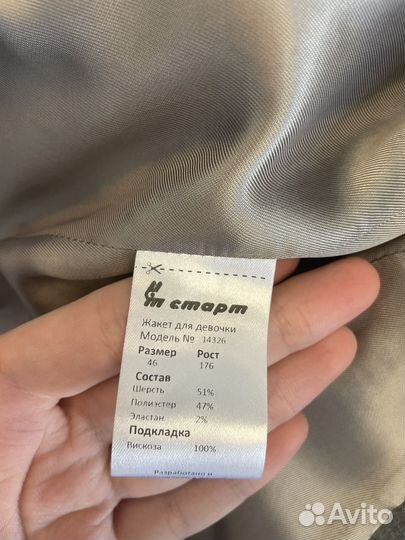 старт
Жакет для девочки
Модель № 14326
Размер Рост
46 176
Состав
Шерсть 51%
Полиэстер 47%
Эластан 2%
Подкладка
Вискоза 100%
Разработано и
Avito